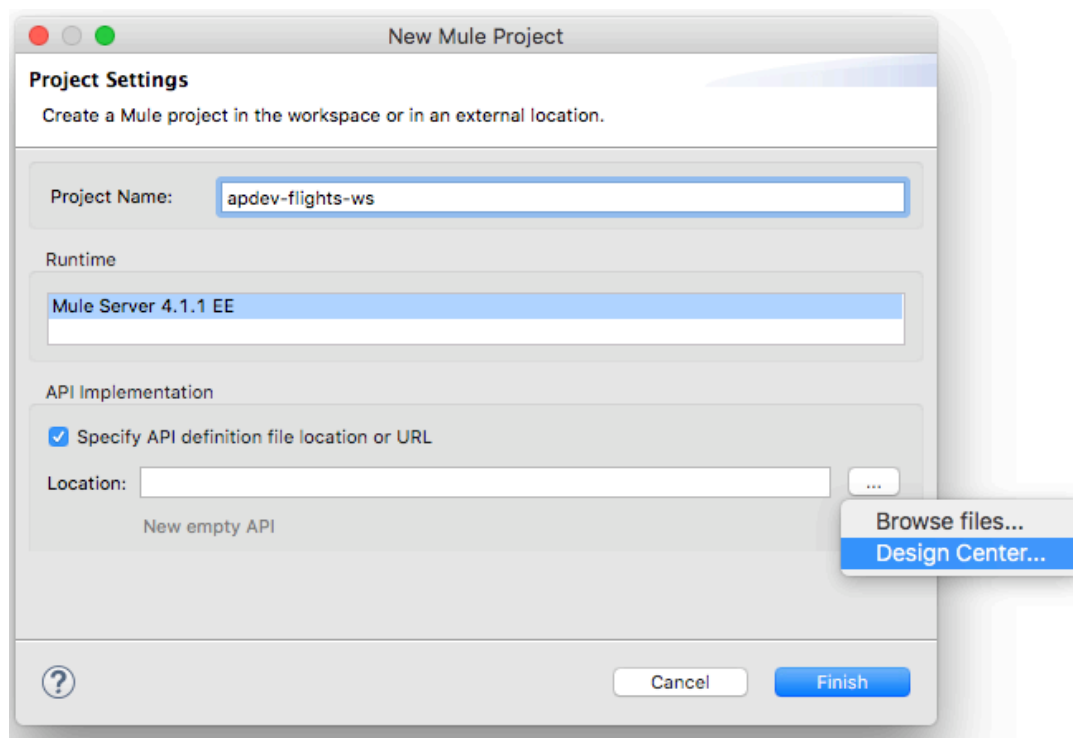 New Mule Project
Project Settings
Create a Mule project in the workspace or in an external location.
Project Name: apdev-flights-ws
Runtime
Mule Server 4.1.1 EE
API Implementation
Specify API definition file location or URL
Location: ...
New empty API
Browse files...
Design Center...
? Cancel Finish